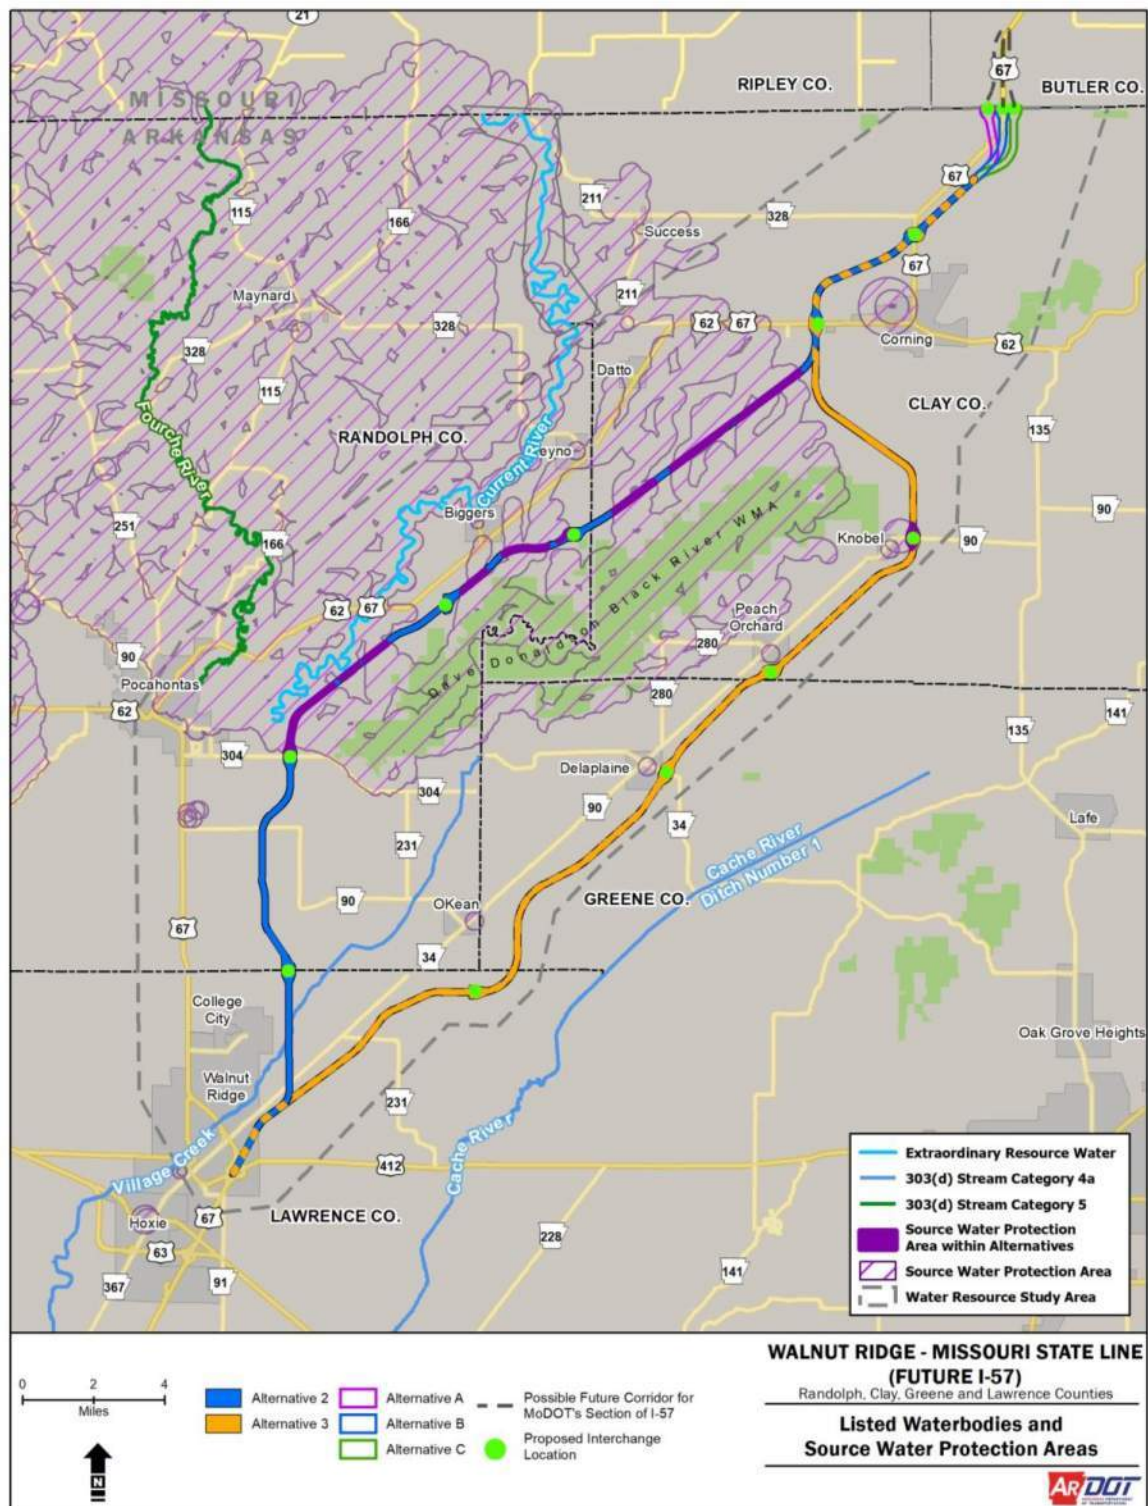 21
67
RIPLEY CO.
BUTLER CO.
MISSOURI
ARKANSAS
67
115
166
211
328
Success
67
211
Maynard
328
62
67
Corning
62
328
Datto
115
CLAY CO.
RANDOLPH CO.
135
Fourche River
Current River
eyno
Biggers
251
166
90
Knobel
90
Dave Donaldson Black River WMA
62
67
Peach
Orchard
280
90
Pocahontas
62
280
141
304
135
Delaplaine
304
90
34
Lafe
231
Cache River
Ditch Number 1
90
OKean
GREENE CO.
67
34
College
City
Oak Grove Heights
Walnut
Ridge
231
Cache River
Village Creek
412
Hoxie
67
LAWRENCE CO.
63
228
367
91
141
Extraordinary Resource Water
303(d) Stream Category 4a
303(d) Stream Category 5
Source Water Protection
Area within Alternatives
Source Water Protection Area
Water Resource Study Area
0 2 4
Miles
N
Alternative 2
Alternative 3
Alternative A
Alternative B
Alternative C
Possible Future Corridor for
MoDOT's Section of I-57
Proposed Interchange
Location
WALNUT RIDGE - MISSOURI STATE LINE
(FUTURE I-57)
Randolph, Clay, Greene and Lawrence Counties
Listed Waterbodies and
Source Water Protection Areas
ARDOT